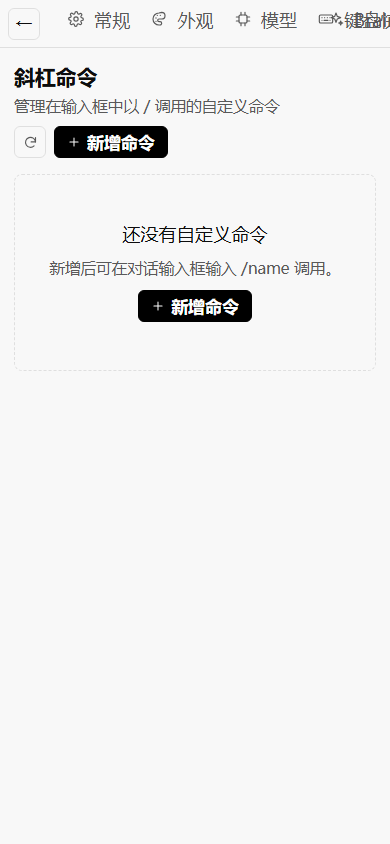 ← 常规 外观 模型 键盘
斜杠命令
管理在输入框中以 / 调用的自定义命令
+ 新增命令
还没有自定义命令
新增后可在对话输入框输入 /name 调用。
+ 新增命令